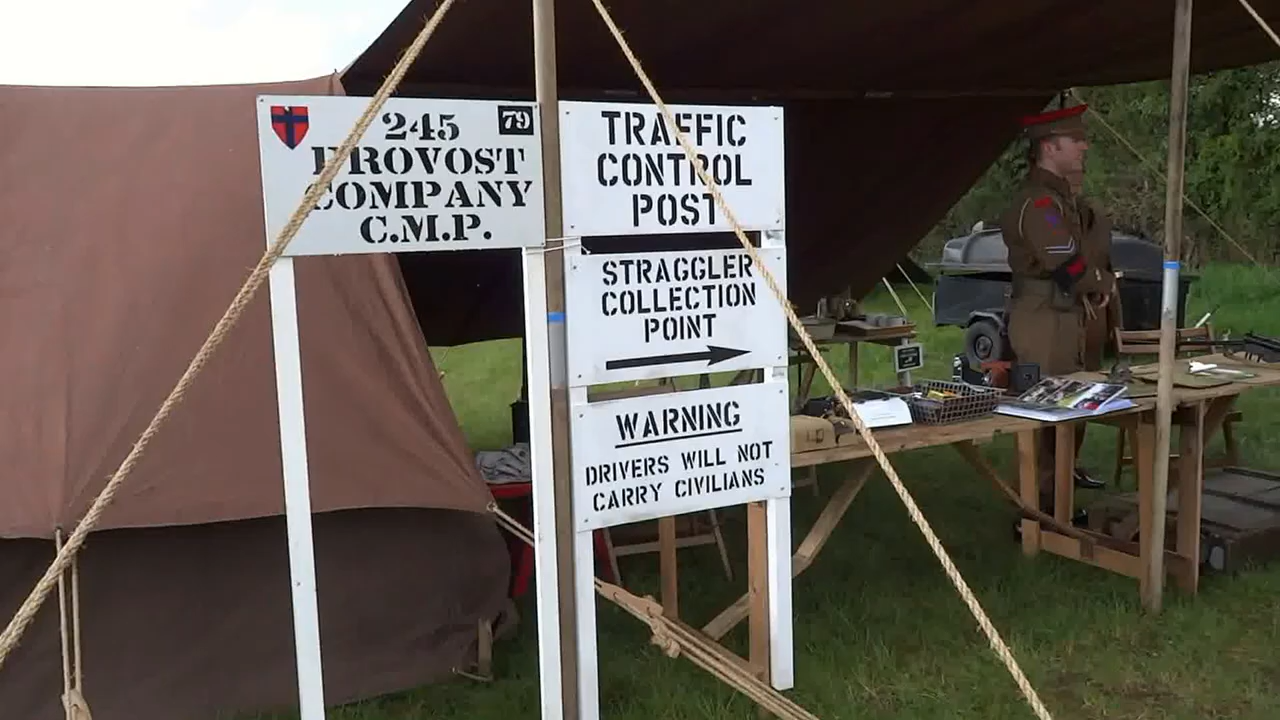 245
79
PROVOST
COMPANY
C.M.P.
TRAFFIC
CONTROL
POST
STRAGGLER
COLLECTION
POINT
WARNING
DRIVERS WILL NOT
CARRY CIVILIANS